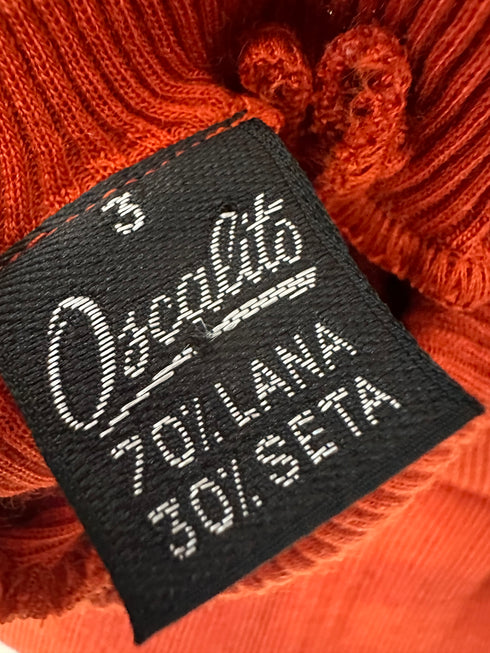 3
Oscalito
70% LANA
30% SETA